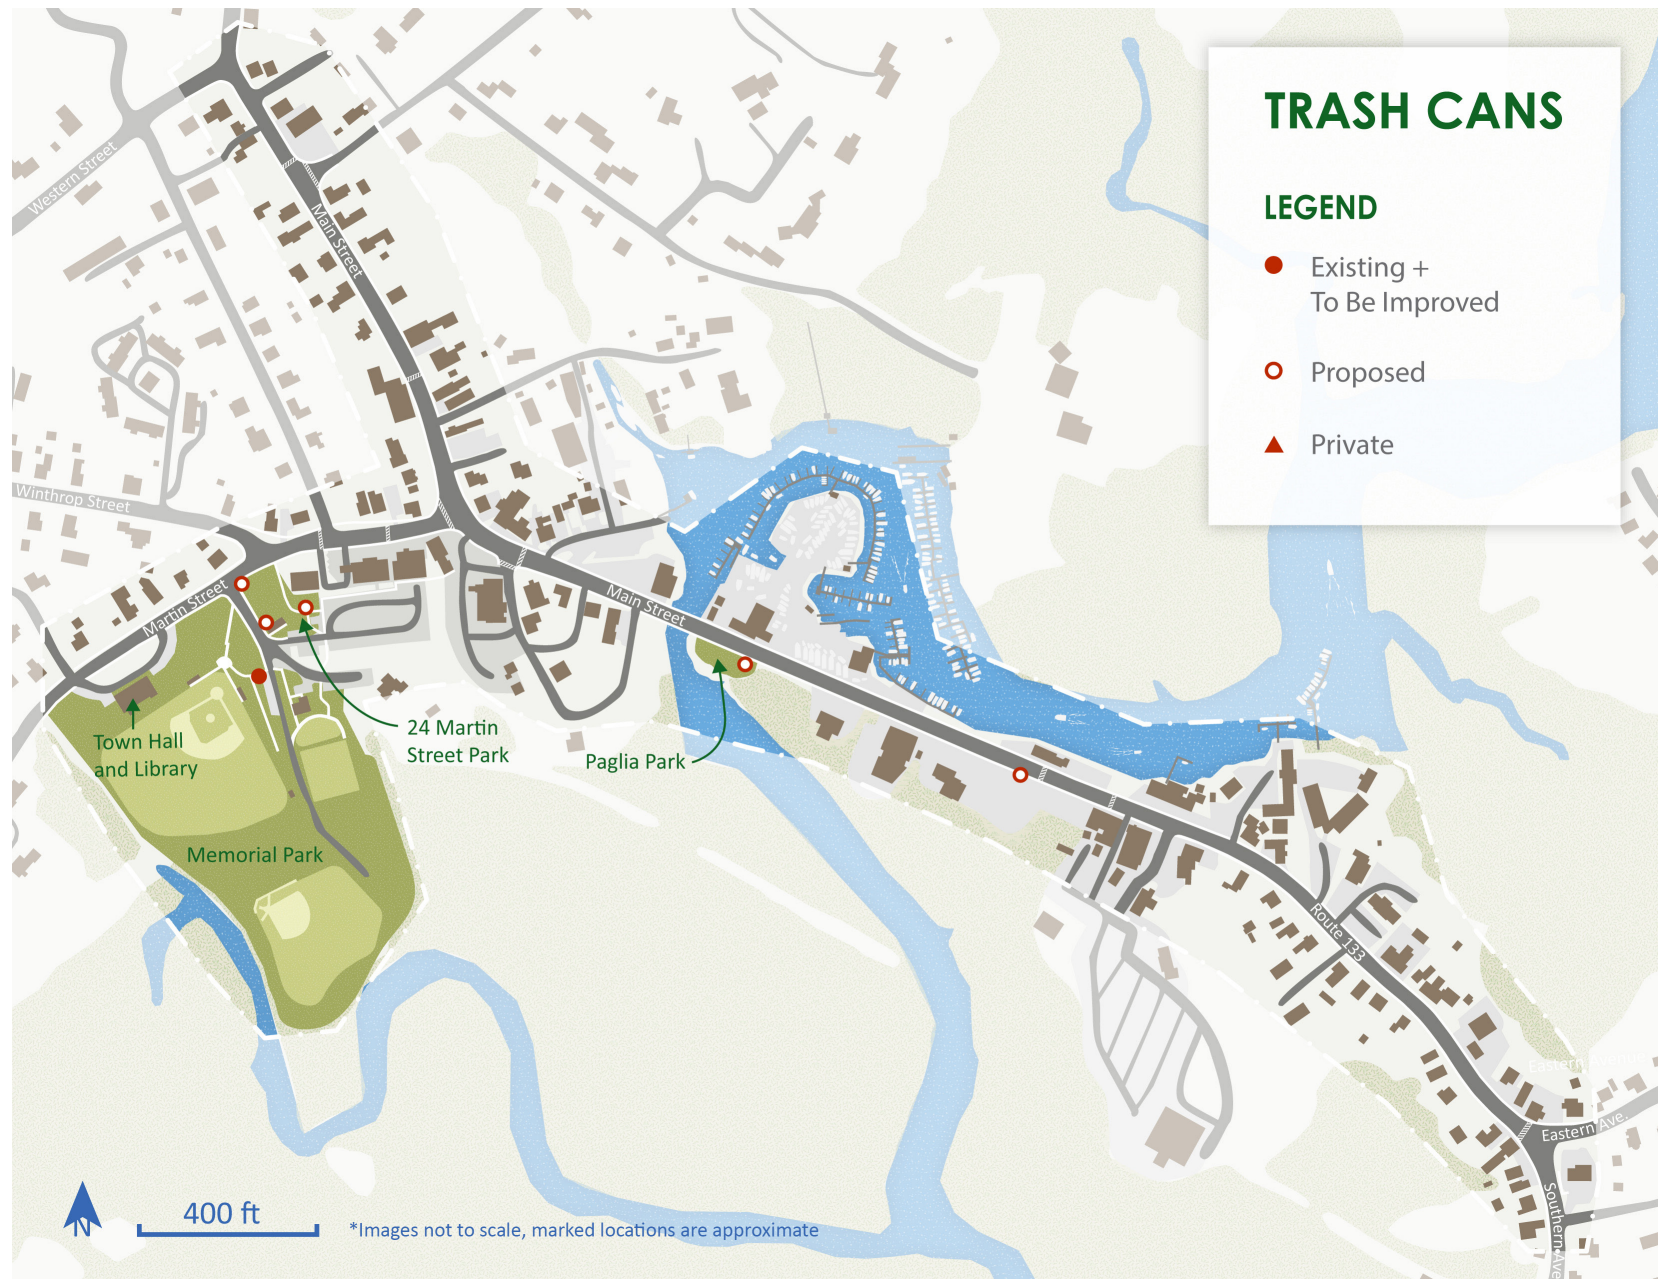 TRASH CANS
LEGEND
Existing +
To Be Improved
Proposed
Private
Western Street
Main Street
Winthrop Street
Martin Street
Main Street
24 Martin
Street Park
Town Hall
and Library
Paglia Park
Memorial Park
Route 133
Eastern
Eastern Ave.
Southern Ave
N
400 ft
*Images not to scale, marked locations are approximate